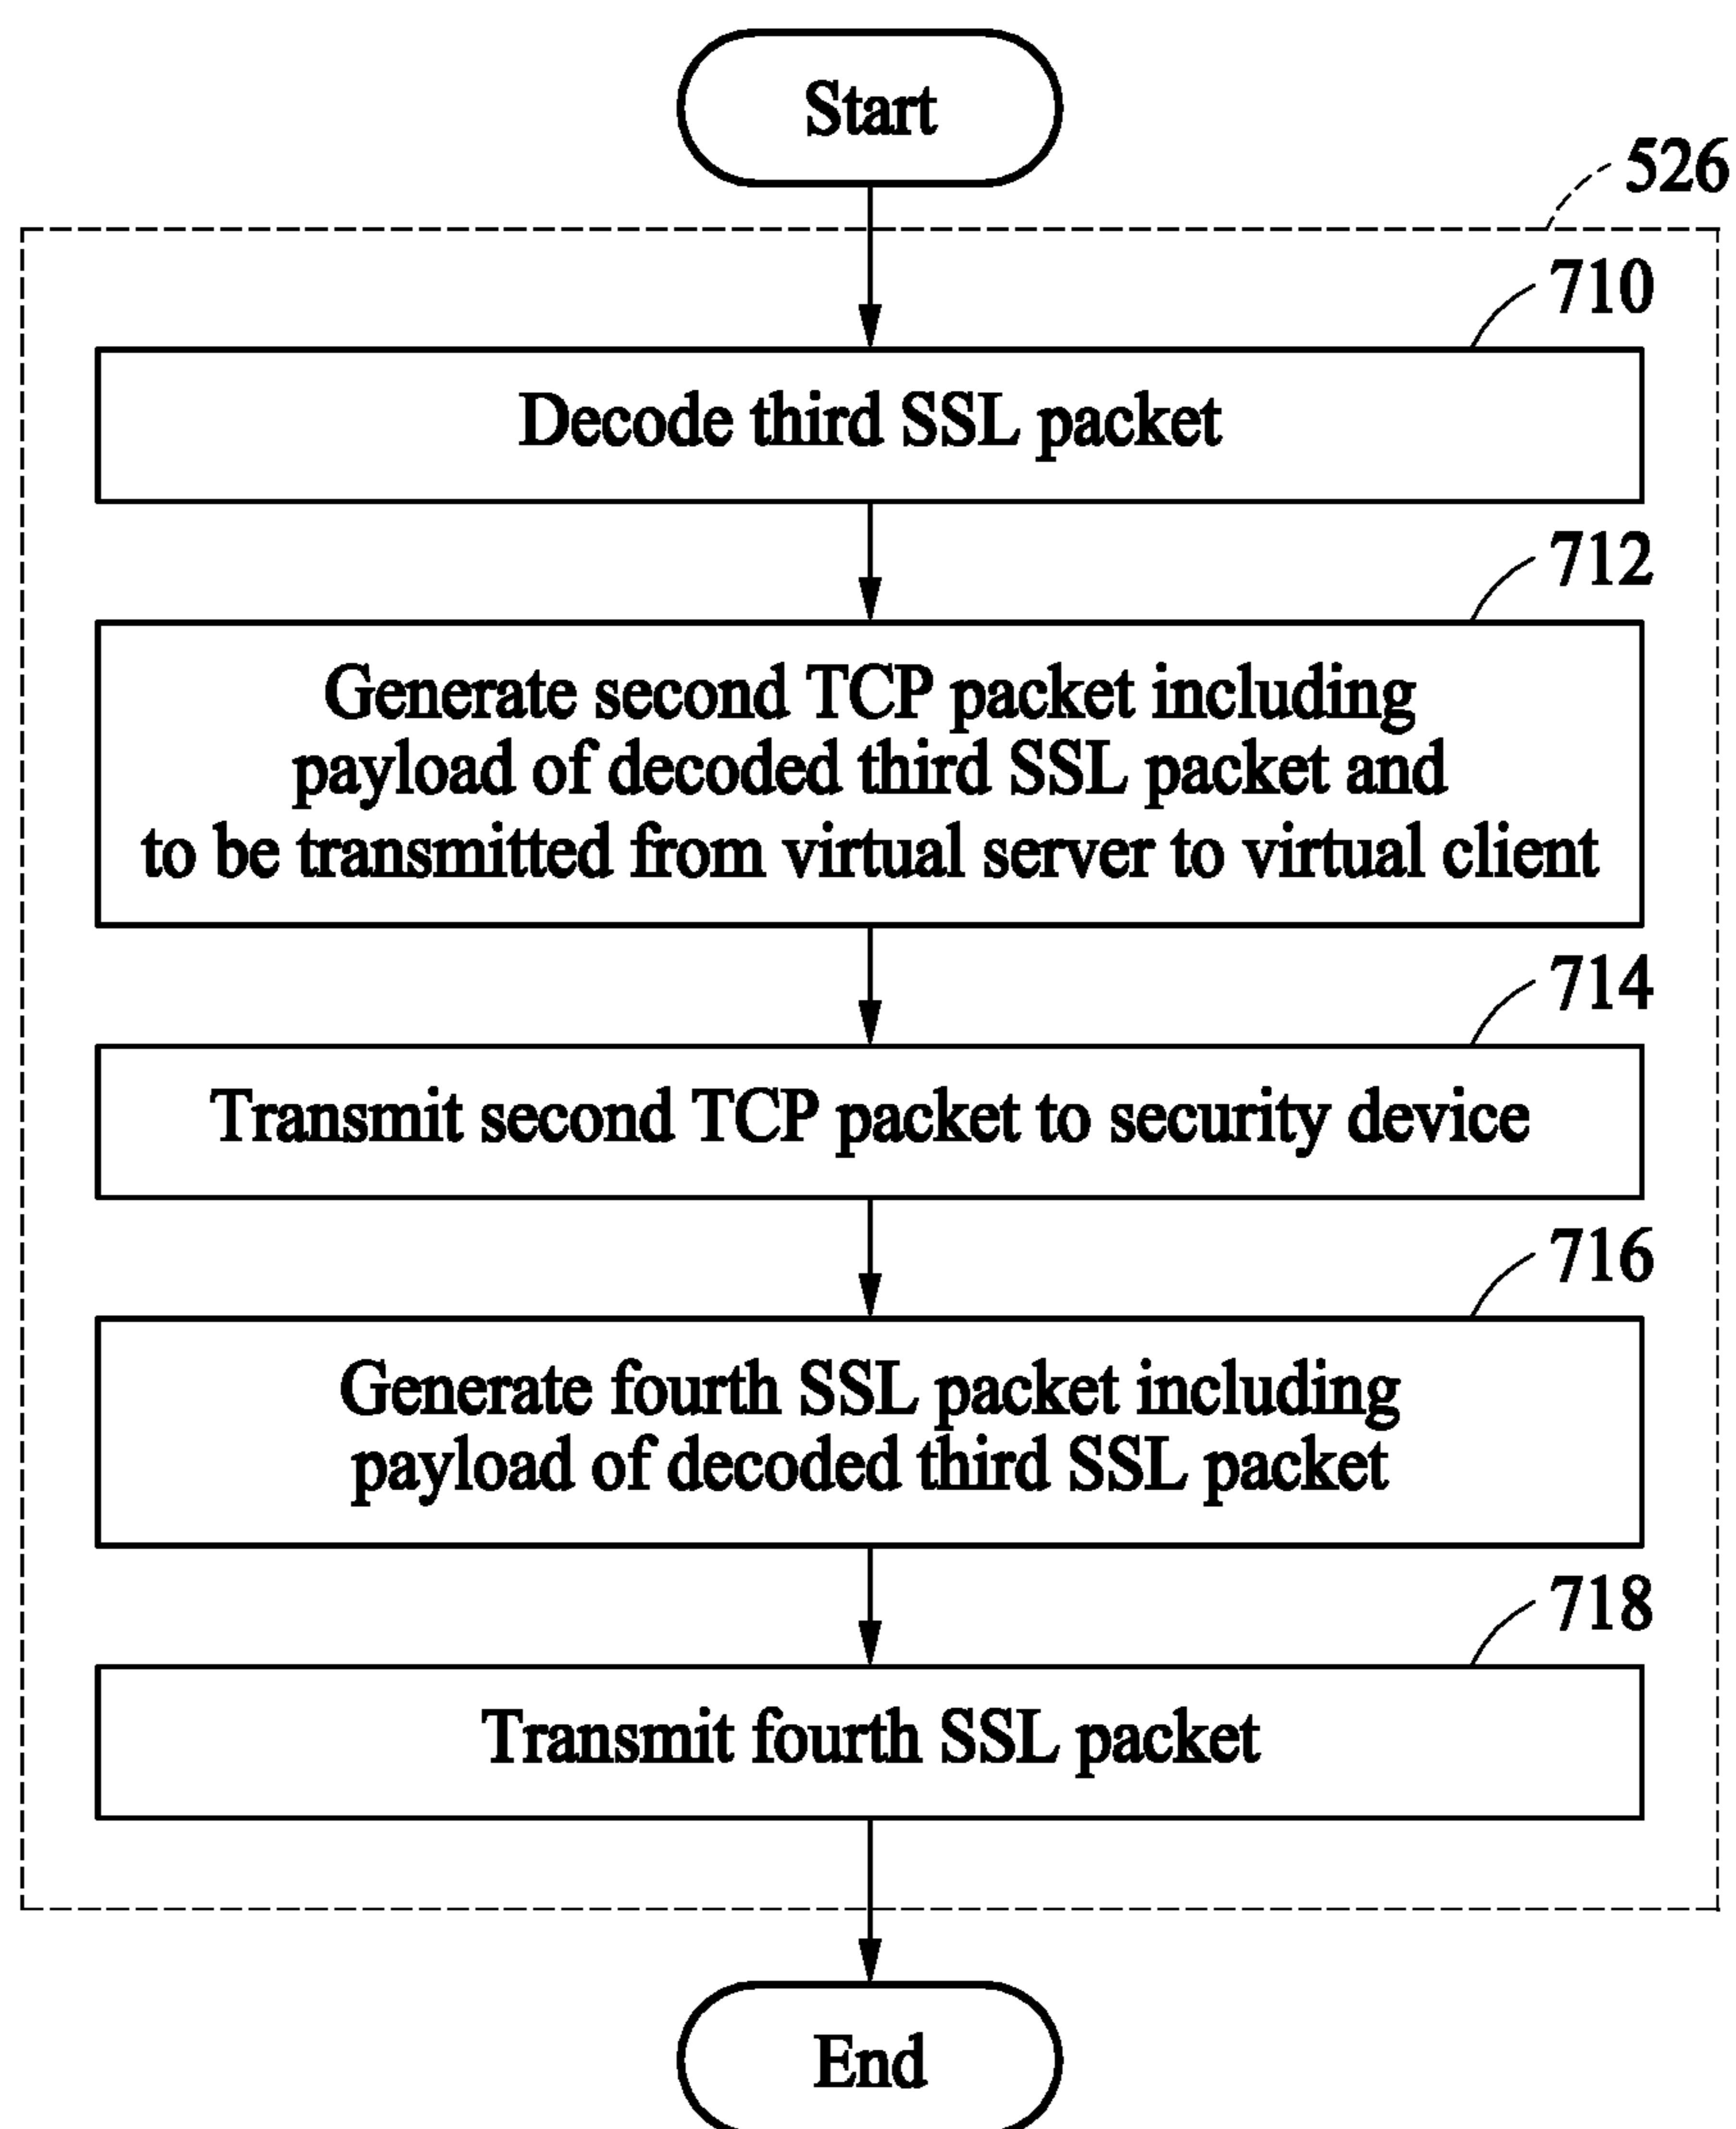 Start
526
710
Decode third SSL packet
712
Generate second TCP packet including
payload of decoded third SSL packet and
to be transmitted from virtual server to virtual client
714
Transmit second TCP packet to security device
716
Generate fourth SSL packet including
payload of decoded third SSL packet
718
Transmit fourth SSL packet
End